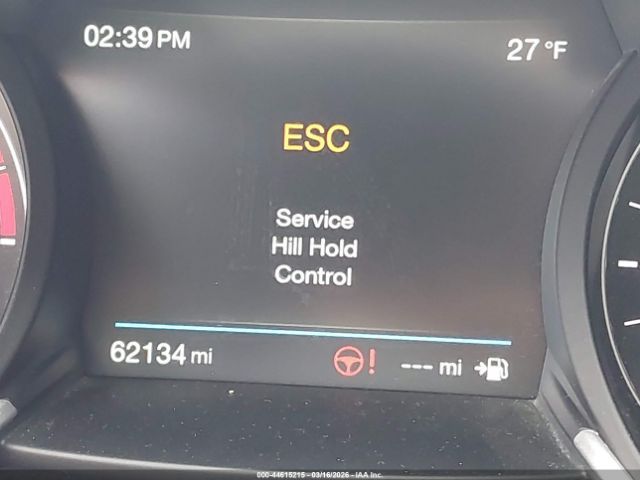 02:39 PM
27 °F
ESC
Service
Hill Hold
Control
62134 mi
! --- mi
000-44615215 - 03/16/2026 - IAA Inc.